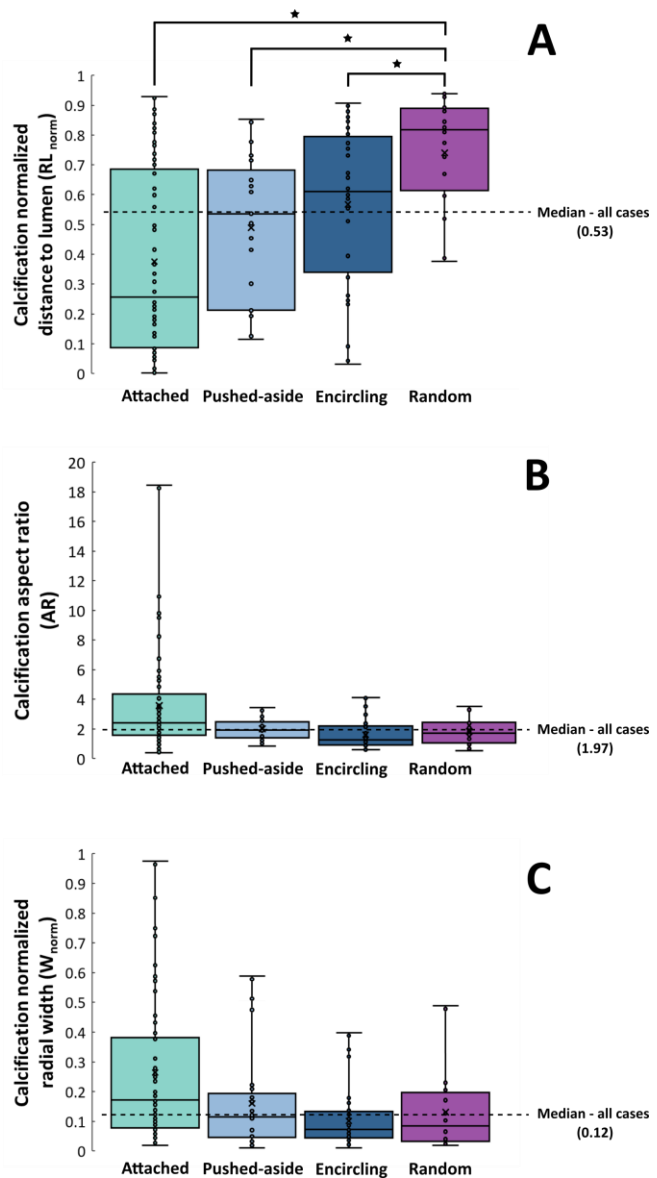 A
Calcification normalized
distance to lumen (RL norm)
1
0.9
0.8
0.7
0.6
0.5
0.4
0.3
0.2
0.1
0
Median - all cases
(0.53)
Attached Pushed-aside Encircling Random
B
Calcification aspect ratio
(AR)
20
18
16
14
12
10
8
6
4
2
0
Median - all cases
(1.97)
Attached Pushed-aside Encircling Random
C
Calcification normalized
radial width (Wnorm)
1
0.9
0.8
0.7
0.6
0.5
0.4
0.3
0.2
0.1
0
Median - all cases
(0.12)
Attached Pushed-aside Encircling Random